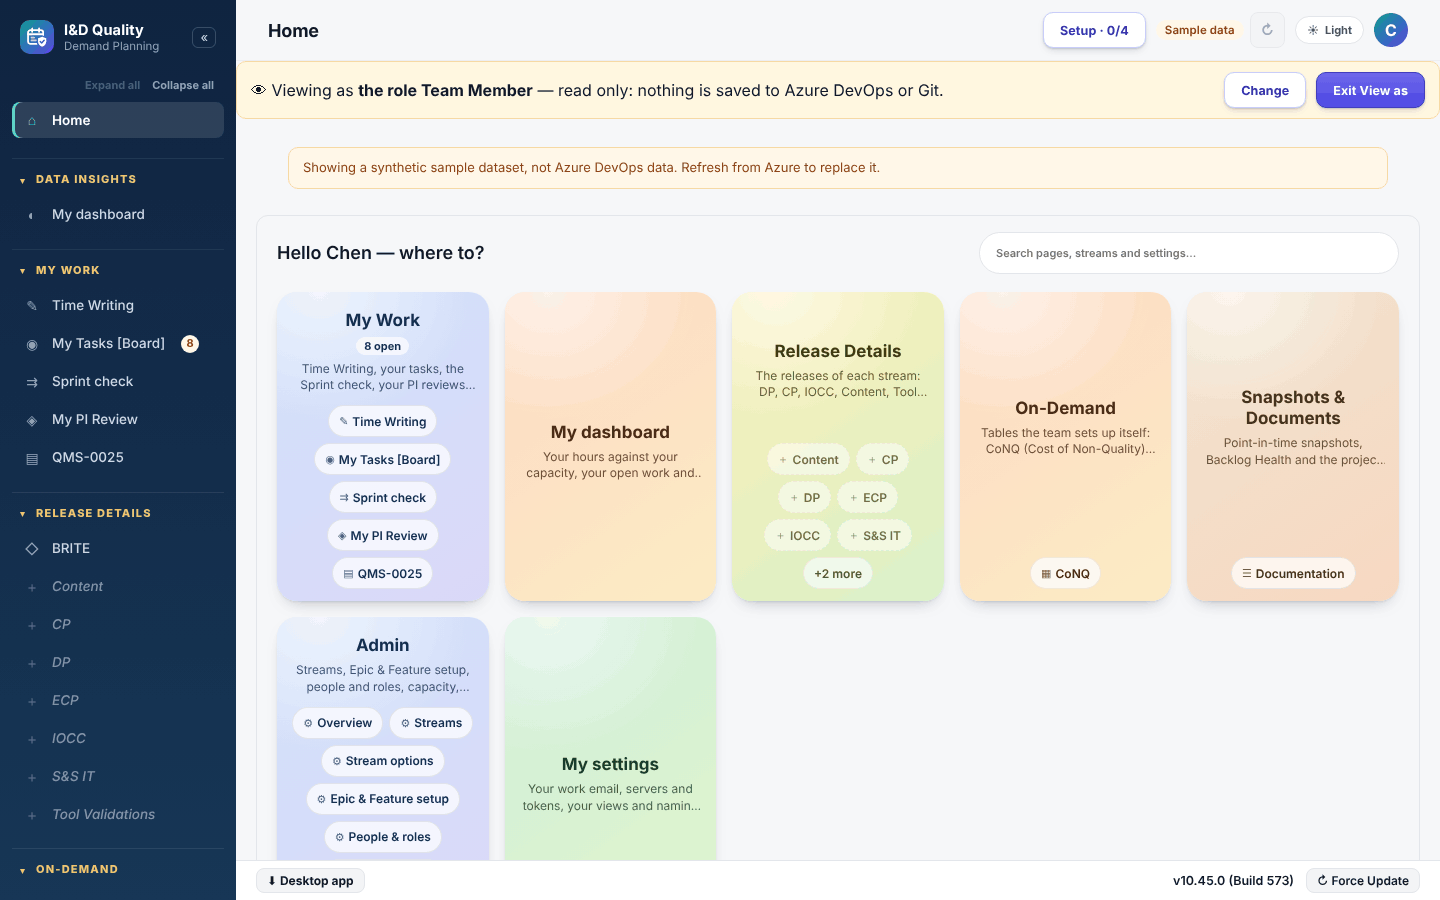 I&D Quality
Demand Planning
«
Expand all Collapse all
Home
DATA INSIGHTS
My dashboard
MY WORK
Time Writing
My Tasks [Board] 8
Sprint check
My PI Review
QMS-0025
RELEASE DETAILS
BRITE
+ Content
+ CP
+ DP
+ ECP
+ IOCC
+ S&S IT
+ Tool Validations
ON-DEMAND
Home
Setup · 0/4
Sample data
Light
C
Viewing as the role Team Member — read only: nothing is saved to Azure DevOps or Git.
Change
Exit View as
Showing a synthetic sample dataset, not Azure DevOps data. Refresh from Azure to replace it.
Hello Chen — where to?
Search pages, streams and settings...
My Work
8 open
Time Writing, your tasks, the
Sprint check, your PI reviews...
Time Writing
My Tasks [Board]
Sprint check
My PI Review
QMS-0025
My dashboard
Your hours against your
capacity, your open work and..
Release Details
The releases of each stream:
DP, CP, IOCC, Content, Tool...
+ Content + CP
+ DP + ECP
+ IOCC + S&S IT
+2 more
On-Demand
Tables the team sets up itself:
CoNQ (Cost of Non-Quality)...
CoNQ
Snapshots &
Documents
Point-in-time snapshots,
Backlog Health and the projec...
Documentation
Admin
Streams, Epic & Feature setup,
people and roles, capacity,...
Overview Streams
Stream options
Epic & Feature setup
People & roles
My settings
Your work email, servers and
tokens, your views and namin...
Desktop app
v10.45.0 (Build 573)
Force Update